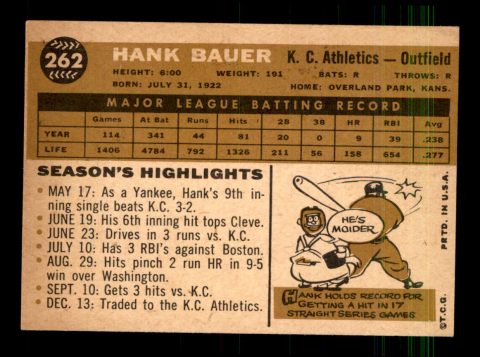 262
HANK BAUER K. C. Athletics — Outfield
HEIGHT: 6:00 WEIGHT: 191 BATS: R THROWS: R
BORN: JULY 31, 1922 HOME: OVERLAND PARK, KANS.
MAJOR LEAGUE BATTING RECORD
Games At Bat Runs Hits 2B 3B HR RBI Avg.
YEAR 114 341 44 81 20 0 9 39 .238
LIFE 1406 4784 792 1326 211 56 158 654 .277
SEASON'S HIGHLIGHTS
• MAY 17: As a Yankee, Hank's 9th in-
ning single beats K.C. 3-2.
• JUNE 19: His 6th inning hit tops Cleve.
• JUNE 23: Drives in 3 runs vs. K.C.
• JULY 10: Has 3 RBI's against Boston.
• AUG. 29: Hits pinch 2 run HR in 9-5
win over Washington.
• SEPT. 10: Gets 3 hits vs. K.C.
• DEC. 13: Traded to the K.C. Athletics.
HE'S
MOIDER
HANK HOLDS RECORD FOR
GETTING A HIT IN 17
STRAIGHT SERIES GAMES
©T.C.G. PRTD. IN U.S.A.